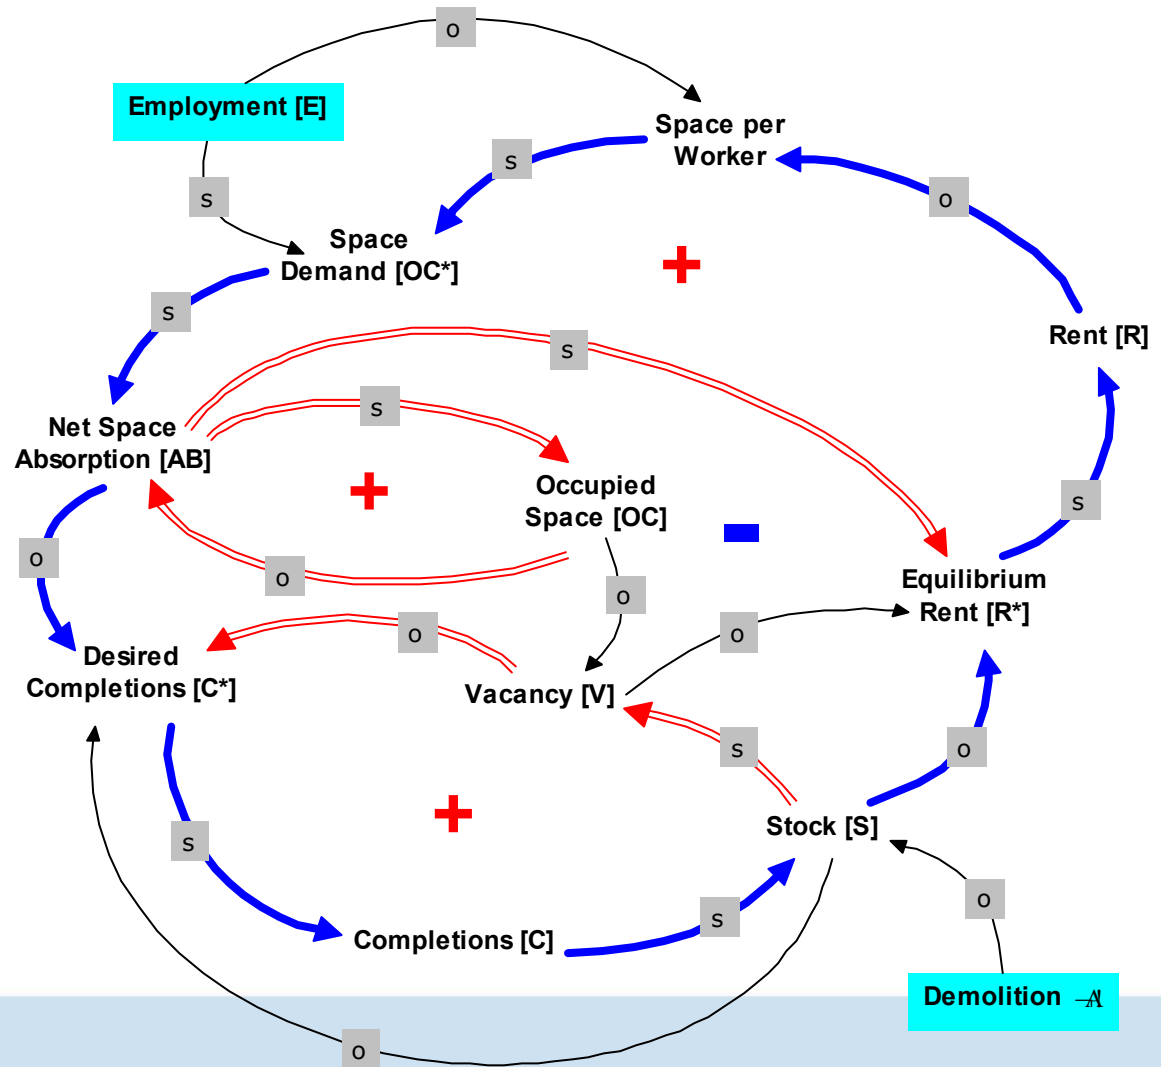 o
Employment [E]
Space per
Worker
s
s
o
Space
Demand [OC*]
s
+
Rent [R]
s
s
Net Space
Absorption [AB]
+
Occupied
Space [OC]
-
s
o
o
o
Equilibrium
Rent [R*]
o
o
Desired
Completions [C*]
Vacancy [V]
s
o
+
Stock [S]
s
o
s
Completions [C]
Demolition
o